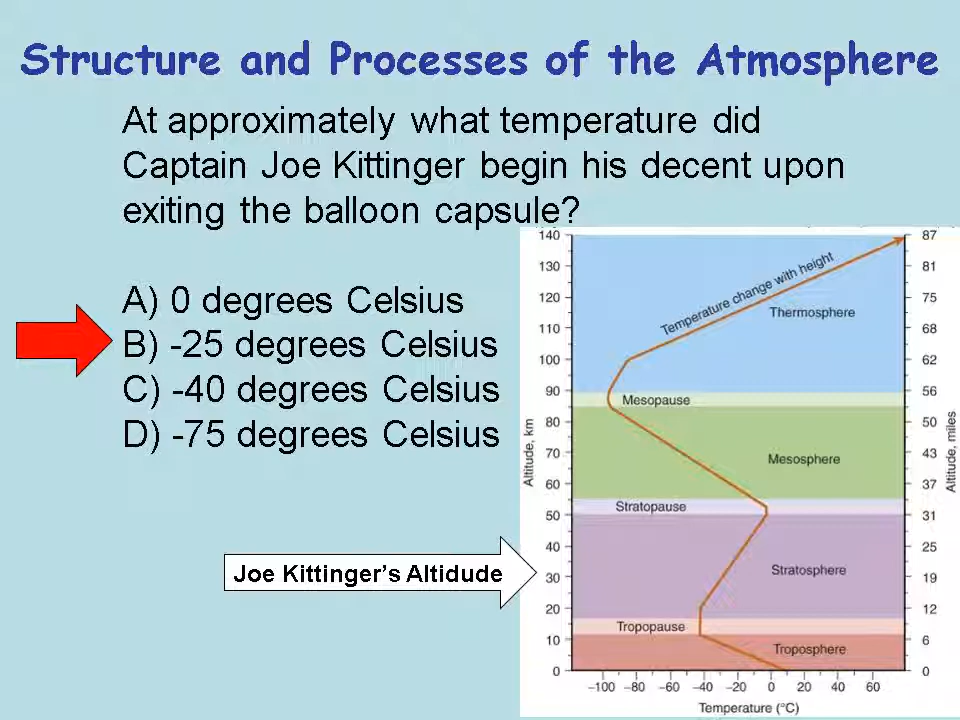 Structure and Processes of the Atmosphere
At approximately what temperature did
Captain Joe Kittinger begin his decent upon
exiting the balloon capsule?
A) 0 degrees Celsius
B) -25 degrees Celsius
C) -40 degrees Celsius
D) -75 degrees Celsius
Joe Kittinger's Altidude
140
130
120
110
100
90
80
70
60
50
40
30
20
10
0
Altitude, km
Temperature change with height
Thermosphere
Mesopause
Mesosphere
Stratopause
Stratosphere
Tropopause
Troposphere
87
81
75
68
62
56
50
43
37
31
25
19
12
6
0
Altitude, miles
–100 –80 –60 –40 –20 0 20 40 60
Temperature (°C)